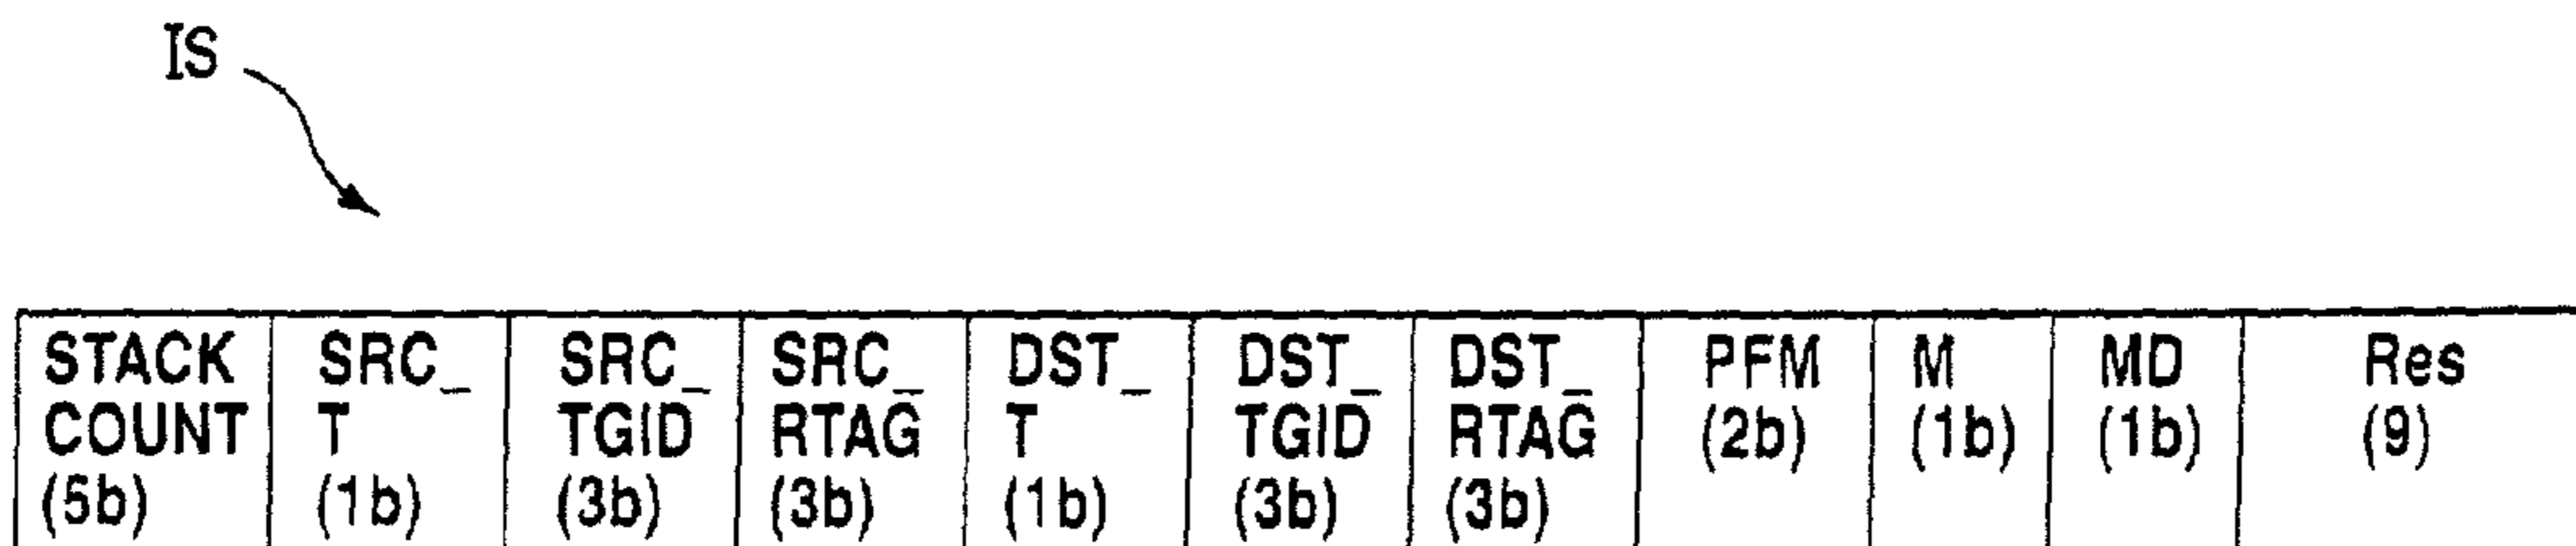 IS
STACK COUNT (5b)
SRC_ T (1b)
SRC_ TGID (3b)
SRC_ RTAG (3b)
DST_ T (1b)
DST_ TGID (3b)
DST_ RTAG (3b)
PFM (2b)
M (1b)
MD (1b)
Res (9)